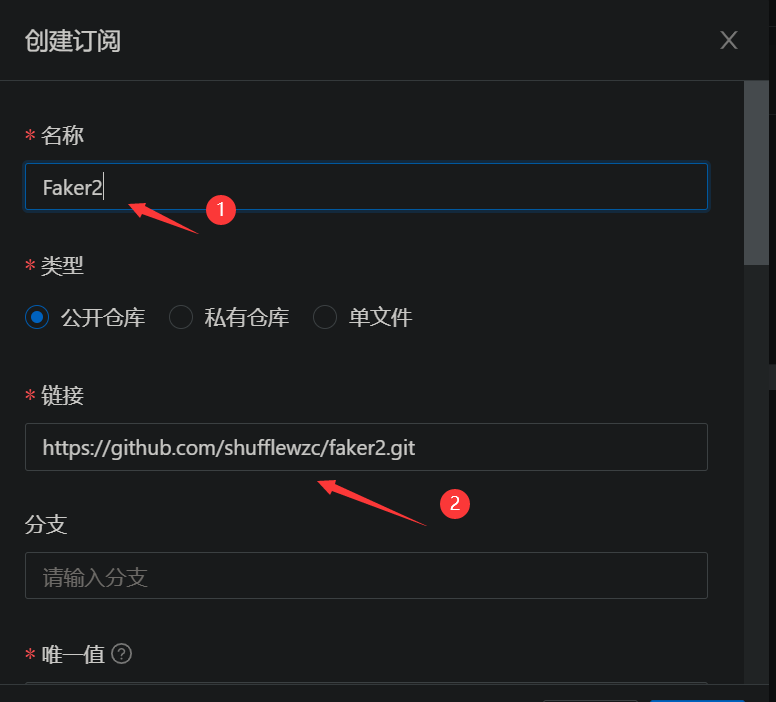 创建订阅
* 名称
Faker2
1
* 类型
公开仓库 私有仓库 单文件
* 链接
https://github.com/shufflewzc/faker2.git
2
分支
请输入分支
* 唯一值 ?